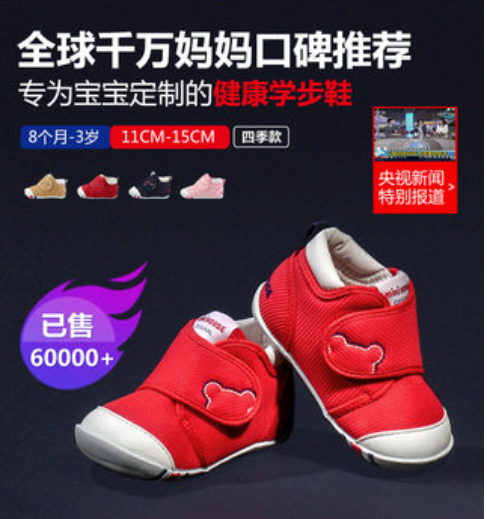 全球千万妈妈口碑推荐
专为宝宝定制的健康学步鞋
8个月-3岁 11CM-15CM 四季款
央视新闻
特别报道
已售
60000+